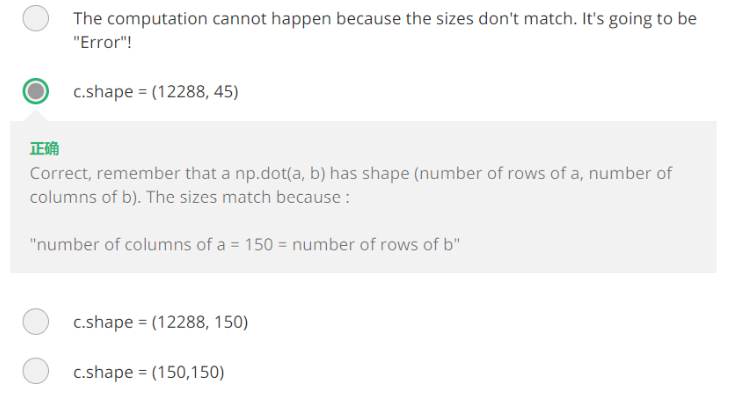 The computation cannot happen because the sizes don't match. It's going to be
"Error"!
c.shape = (12288, 45)
正确
Correct, remember that a np.dot(a, b) has shape (number of rows of a, number of
columns of b). The sizes match because :
"number of columns of a = 150 = number of rows of b"
c.shape = (12288, 150)
c.shape = (150,150)